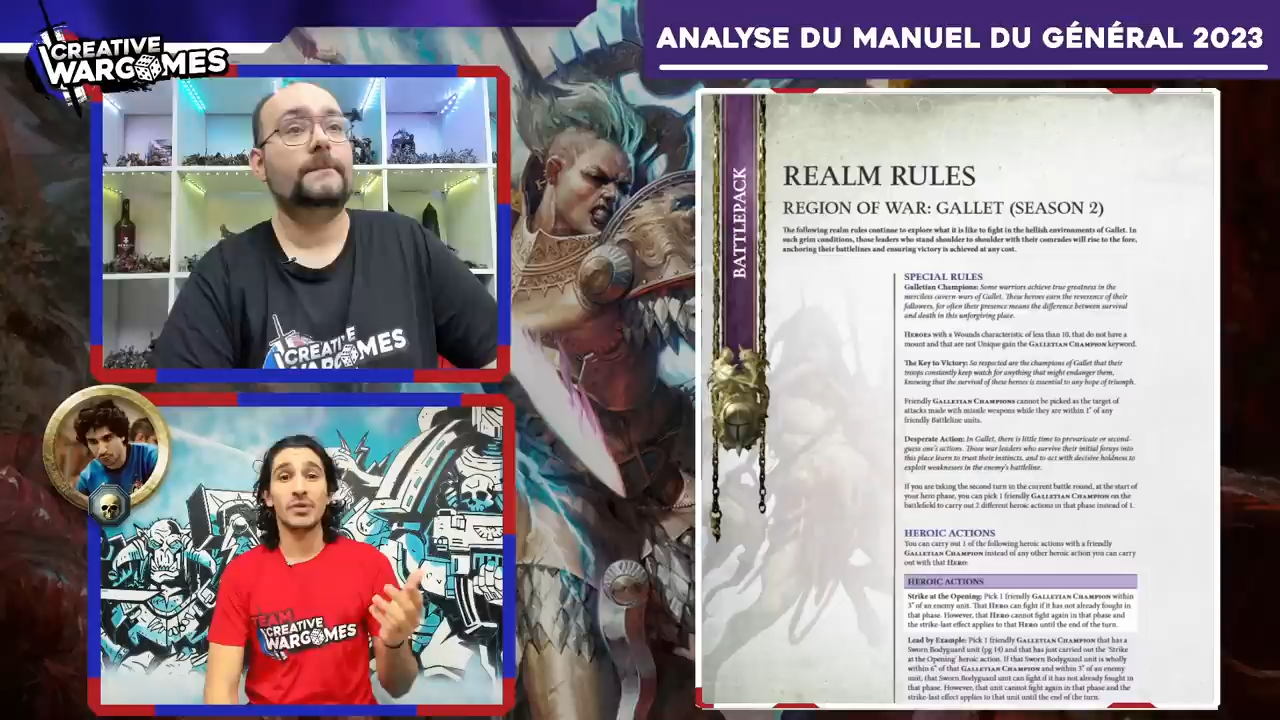 CREATIVE
WARGAMES
ANALYSE DU MANUEL DU GÉNÉRAL 2023
CREATIVE
WARGAMES
TEAM
CREATIVE
WARGAMES
BATTLEPACK
REALM RULES
REGION OF WAR: GALLET (SEASON 2)
The following realm rules continue to explore what it is like to fight in the hellish environments of Gallet. In
such grim conditions, those leaders who stand shoulder to shoulder with their comrades will rise to the fore,
anchoring their battlelines and ensuring victory is achieved at any cost.
SPECIAL RULES
Galletian Champions: Some warriors achieve true greatness in the
merciless cavern-wars of Gallet. These heroes earn the reverence of their
followers, for often their presence means the difference between survival
and death in this unforgiving place.
HEROES with a Wounds characteristic of less than 10, that do not have a
mount and that are not Unique gain the GALLETIAN CHAMPION keyword.
The Key to Victory: So respected are the champions of Gallet that their
troops constantly keep watch for anything that might endanger them,
knowing that the survival of these heroes is essential to any hope of triumph.
Friendly GALLETIAN CHAMPIONS cannot be picked as the target of
attacks made with missile weapons while they are within 1" of any
friendly Battleline units.
Desperate Action: In Gallet, there is little time to prevaricate or second-
guess one's actions. Those war leaders who survive their initial forays into
this place learn to trust their instincts, and to act with decisive boldness to
exploit weaknesses in the enemy's battleline.
If you are taking the second turn in the current battle round, at the start of
your hero phase, you can pick 1 friendly GALLETIAN CHAMPION on the
battlefield to carry out 2 different heroic actions in that phase instead of 1.
HEROIC ACTIONS
You can carry out 1 of the following heroic actions with a friendly
GALLETIAN CHAMPION instead of any other heroic action you can carry
out with that HERO:
HEROIC ACTIONS
Strike at the Opening: Pick 1 friendly GALLETIAN CHAMPION within
3" of an enemy unit. That HERO can fight if it has not already fought in
that phase. However, that HERO cannot fight again in that phase and
the strike-last effect applies to that HERO until the end of the turn.
Lead by Example: Pick 1 friendly GALLETIAN CHAMPION that has a
Sworn Bodyguard unit (pg 14) and that has just carried out the 'Strike
at the Opening' heroic action. If that Sworn Bodyguard unit is wholly
within 6" of that GALLETIAN CHAMPION and within 3" of an enemy
unit, that Sworn Bodyguard unit can fight if it has not already fought in
that phase. However, that unit cannot fight again in that phase and the
strike-last effect applies to that unit until the end of the turn.